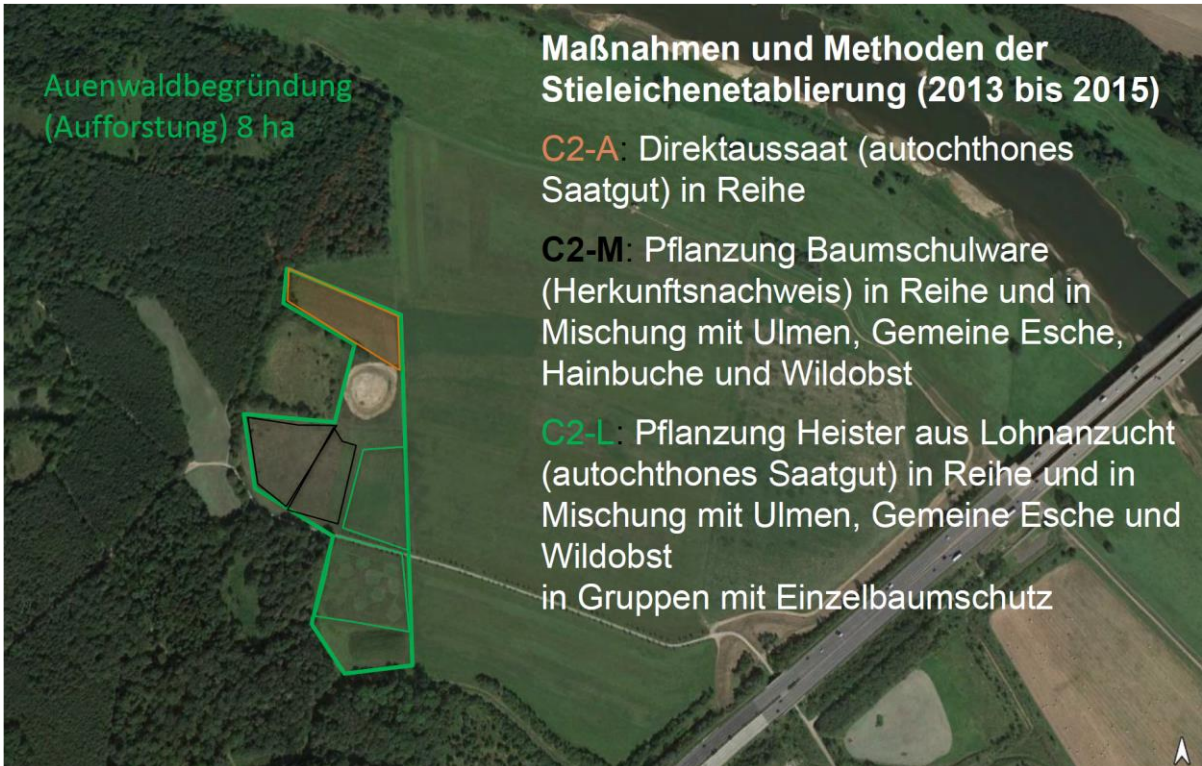 Auenwaldbegründung
(Aufforstung) 8 ha
Maßnahmen und Methoden der
Stieleichenetablierung (2013 bis 2015)
C2-A: Direktaussaat (autochthones
Saatgut) in Reihe
C2-M: Pflanzung Baumschulware
(Herkunftsnachweis) in Reihe und in
Mischung mit Ulmen, Gemeine Esche,
Hainbuche und Wildobst
C2-L: Pflanzung Heister aus Lohnanzucht
(autochthones Saatgut) in Reihe und in
Mischung mit Ulmen, Gemeine Esche und
Wildobst
in Gruppen mit Einzelbaumschutz